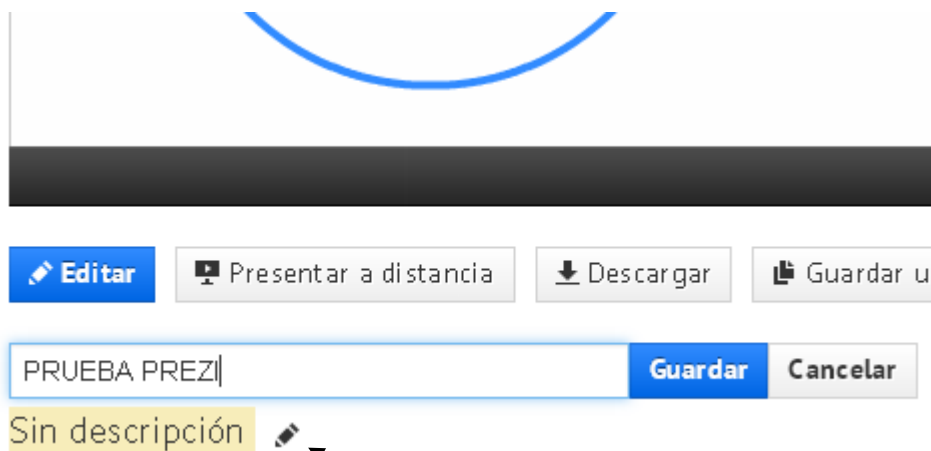 Editar Presentar a distancia Descargar Guardar u
PRUEBA PREZI Guardar Cancelar
Sin descripción